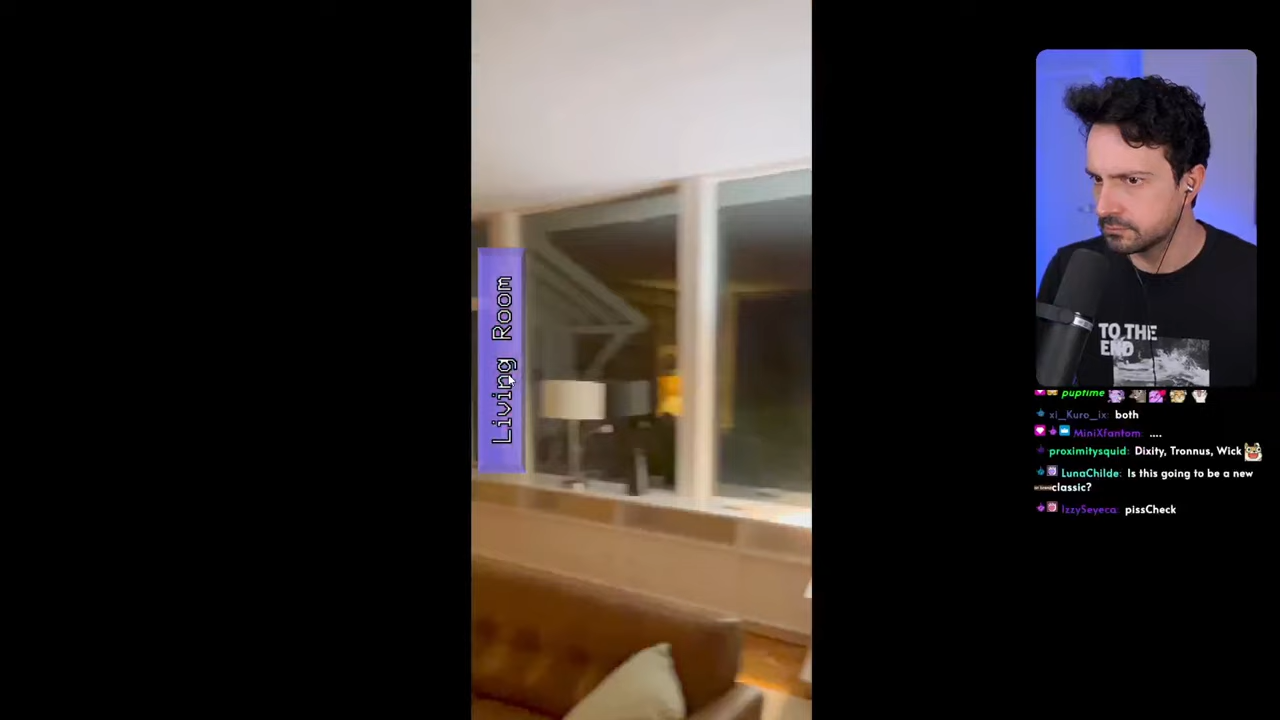 Living Room
TO THE
END
puptime
xi_Kuro_ix: both
MiniXfantom: ....
proximitysquid: Dixity, Tronnus, Wick
LunaChilde: Is this going to be a new
classic?
IzzySeyeca: pissCheck